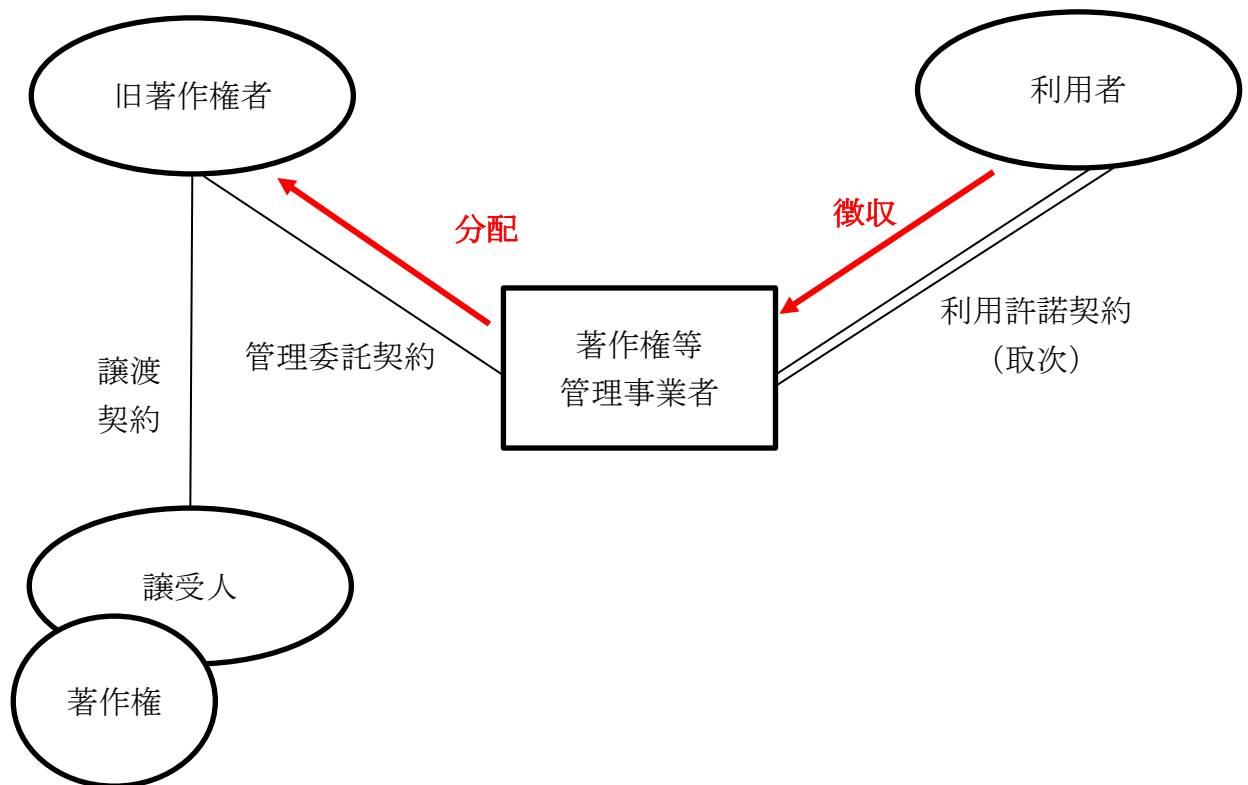 旧著作権者
利用者
分配
徴収
管理委託契約
著作権等
管理事業者
利用許諾契約
（取次）
譲渡
契約
譲受人
著作権